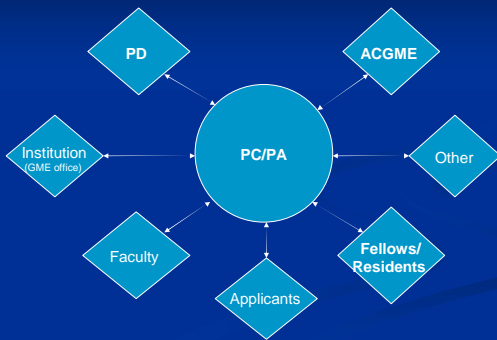 PD
ACGME
PC/PA
Institution
(GME office)
Other
Faculty
Fellows/
Residents
Applicants